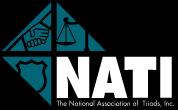 NATI
The National Association of Triads, Inc.